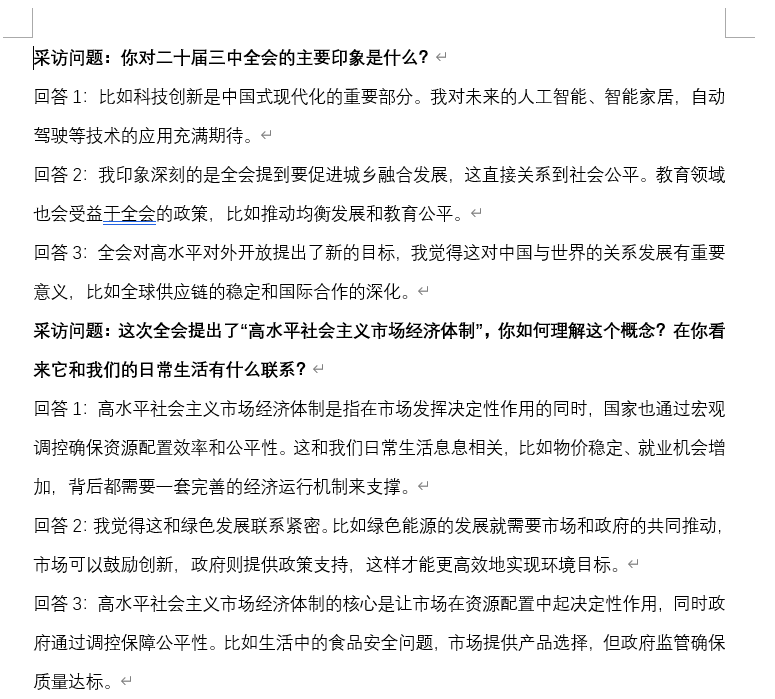 采访问题：你对二十届三中全会的主要印象是什么？
回答 1：比如科技创新是中国式现代化的重要部分。我对未来的人工智能、智能家居，自动
驾驶等技术的应用充满期待。
回答 2：我印象深刻的是全会提到要促进城乡融合发展，这直接关系到社会公平。教育领域
也会受益于全会的政策，比如推动均衡发展和教育公平。
回答 3：全会对高水平对外开放提出了新的目标，我觉得这对中国与世界的关系发展有重要
意义，比如全球供应链的稳定和国际合作的深化。
采访问题：这次全会提出了“高水平社会主义市场经济体制”，你如何理解这个概念？在你看
来它和我们的日常生活有什么联系？
回答 1：高水平社会主义市场经济体制是指在市场发挥决定性作用的同时，国家也通过宏观
调控确保资源配置效率和公平性。这和我们日常生活息息相关，比如物价稳定、就业机会增
加，背后都需要一套完善的经济运行机制来支撑。
回答 2：我觉得这和绿色发展联系紧密。比如绿色能源的发展就需要市场和政府的共同推动，
市场可以鼓励创新，政府则提供政策支持，这样才能更高效地实现环境目标。
回答 3：高水平社会主义市场经济体制的核心是让市场在资源配置中起决定性作用，同时政
府通过调控保障公平性。比如生活中的食品安全问题，市场提供产品选择，但政府监管确保
质量达标。